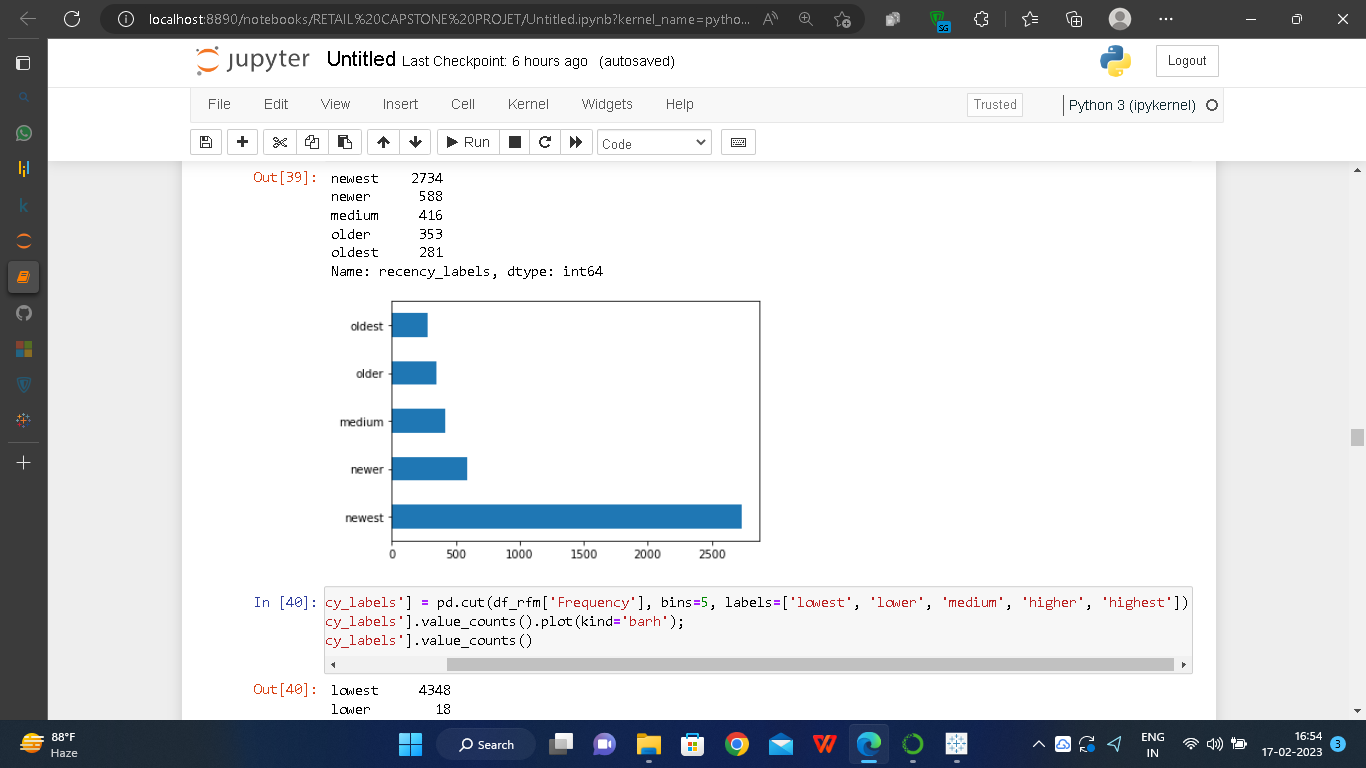 localhost:8890/notebooks/RETAIL%20CAPSTONE%20PROJET/Untitled.ipynb?kernel_name=pytho...
jupyter Untitled Last Checkpoint: 6 hours ago (autosaved)
Logout
File Edit View Insert Cell Kernel Widgets Help
Trusted
Python 3 (ipykernel)
Run
Code
Out[39]: newest 2734
newer 588
medium 416
older 353
oldest 281
Name: recency_labels, dtype: int64
oldest
older
medium
newer
newest
0 500 1000 1500 2000 2500
In [40]: cy_labels'] = pd.cut(df_rfm['Frequency'], bins=5, labels=['lowest', 'lower', 'medium', 'higher', 'highest'])
cy_labels'].value_counts().plot(kind='barh');
cy_labels'].value_counts()
Out[40]: lowest 4348
lower 18
88°F
Haze
Search
ENG
IN
16:54
17-02-2023
3